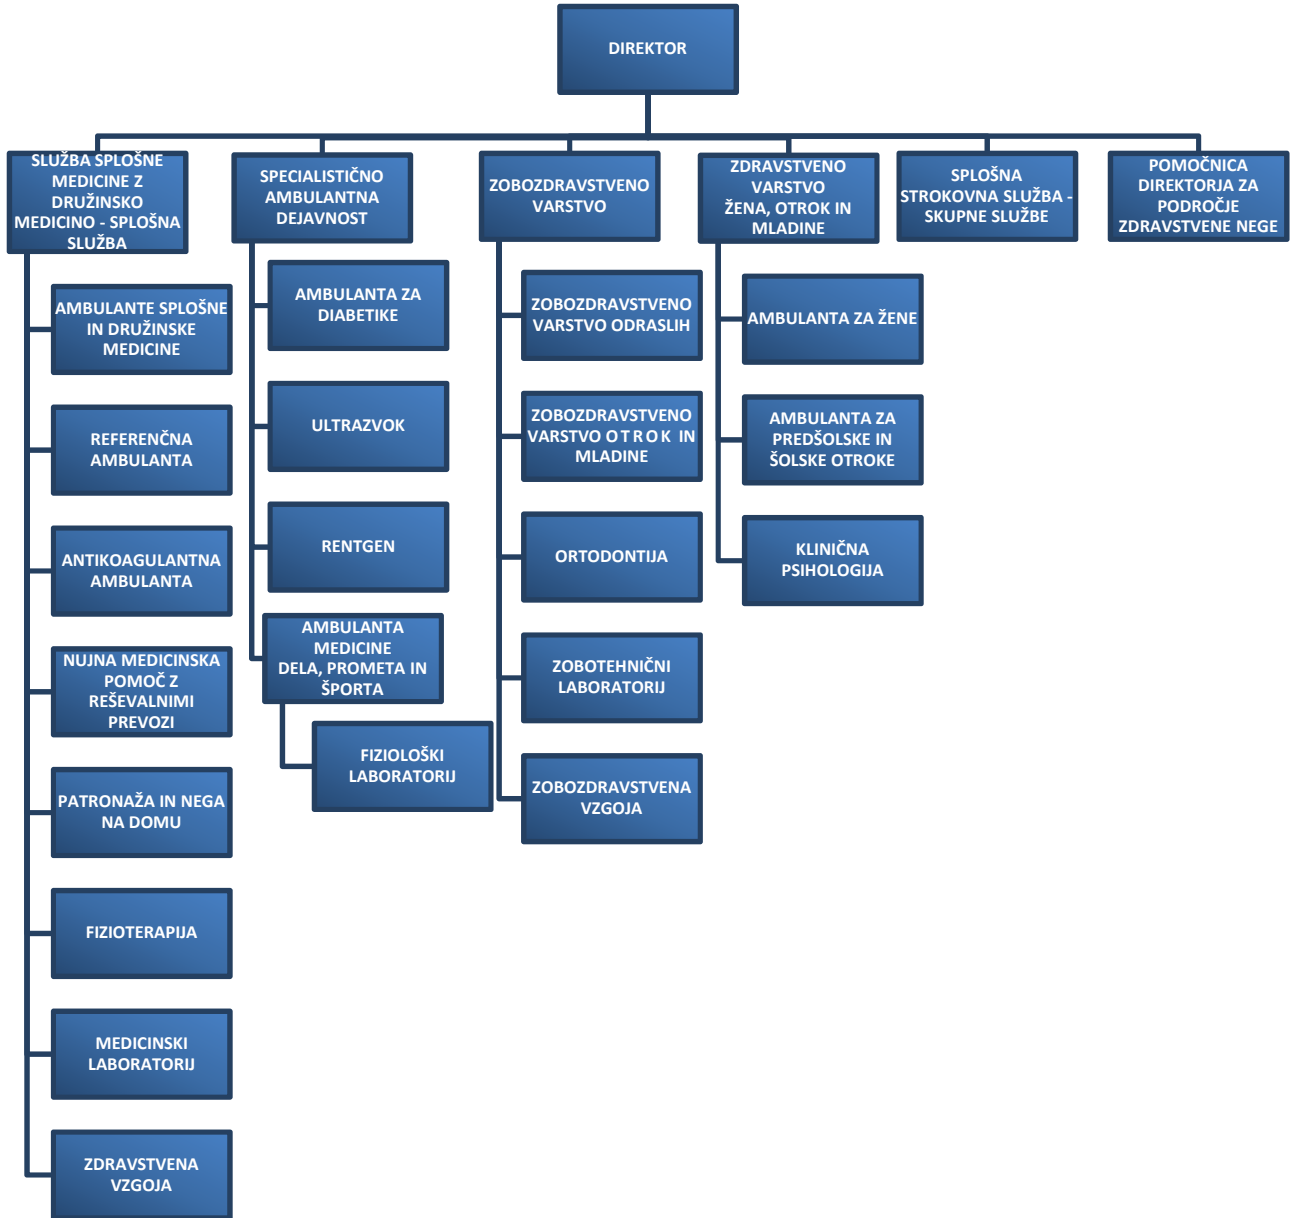 DIREKTOR
SLUŽBA SPLOŠNE
MEDICINE Z
DRUŽINSKO
MEDICINO - SPLOŠNA
SLUŽBA
SPECIALISTIČNO
AMBULANTNA
DEJAVNOST
ZOBOZDRAVSTVENO
VARSTVO
ZDRAVSTVENO
VARSTVO
ŽENA, OTROK IN
MLADINE
SPLOŠNA
STROKOVNA SLUŽBA -
SKUPNE SLUŽBE
POMOČNICA
DIREKTORJA ZA
PODROČJE
ZDRAVSTVENE NEGE
AMBULANTE SPLOŠNE
IN DRUŽINSKE
MEDICINE
REFERENČNA
AMBULANTA
ANTIKOAGULANTNA
AMBULANTA
NUJNA MEDICINSKA
POMOČ Z
REŠEVALNIMI
PREVOZI
PATRONAŽA IN NEGA
NA DOMU
FIZIOTERAPIJA
MEDICINSKI
LABORATORIJ
ZDRAVSTVENA
VZGOJA
AMBULANTA ZA
DIABETIKE
ULTRAZVOK
RENTGEN
AMBULANTA
MEDICINE
DELA, PROMETA IN
ŠPORTA
FIZIOLOŠKI
LABORATORIJ
ZOBOZDRAVSTVENO
VARSTVO ODRASLIH
ZOBOZDRAVSTVENO
VARSTVO O T R O K IN
MLADINE
ORTODONTIJA
ZOBOTEHNIČNI
LABORATORIJ
ZOBOZDRAVSTVENA
VZGOJA
AMBULANTA ZA ŽENE
AMBULANTA ZA
PREDŠOLSKE IN
ŠOLSKE OTROKE
KLINIČNA
PSIHOLOGIJA